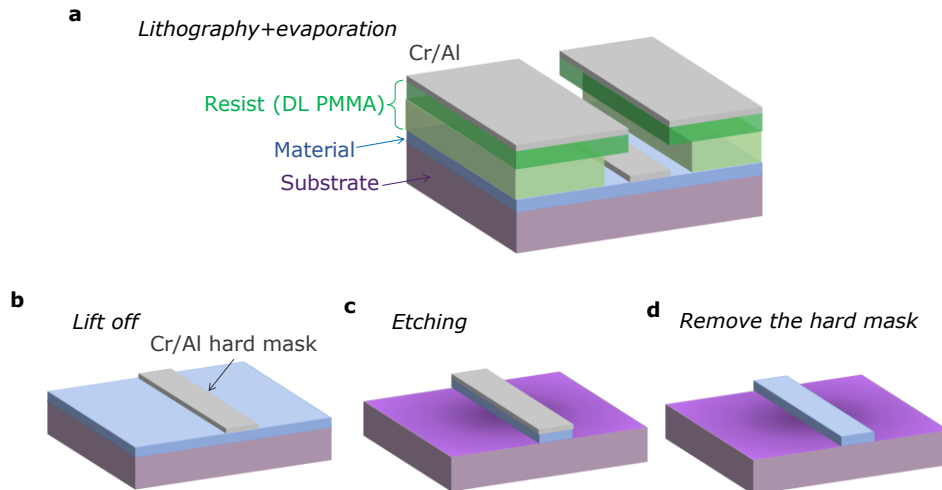 a
Lithography+evaporation
Cr/Al
Resist (DL PMMA)
Material
Substrate
b
Lift off
Cr/Al hard mask
c
Etching
d
Remove the hard mask